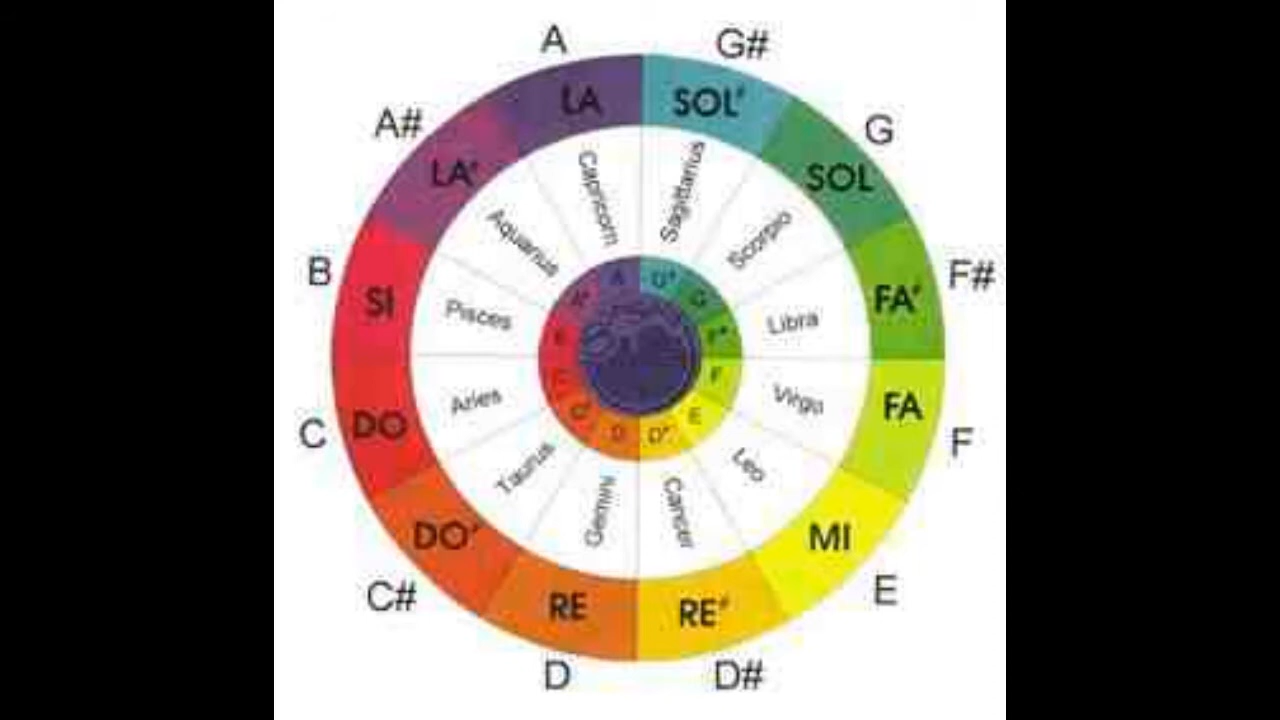 A
G#
A#
G
B
F#
C
F
C#
E
D
D#
LA
SOL#
LA#
SOL
SI
FA#
DO
FA
DO#
MI
RE
RE#
Capricorn
Sagittarius
Aquarius
Scorpio
Pisces
Libra
Aries
Virgo
Taurus
Leo
Gemini
Cancer
A
G
F
E
D